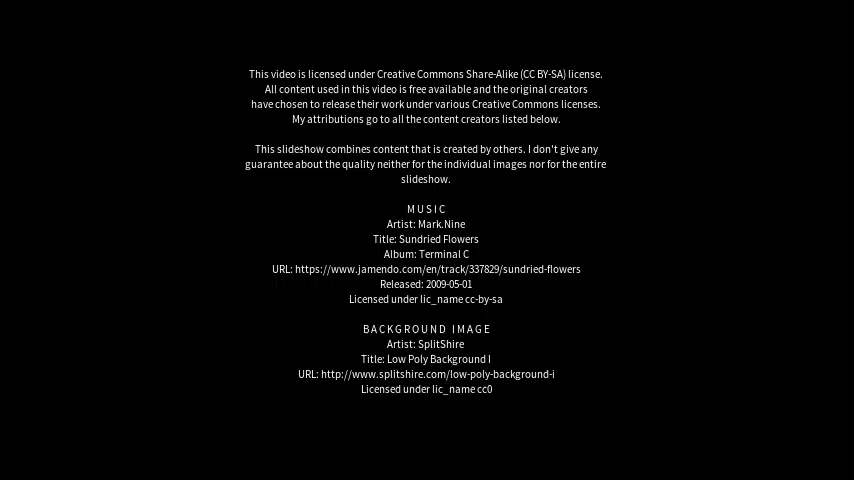 This video is licensed under Creative Commons Share-Alike (CC BY-SA) license.
All content used in this video is free available and the original creators
have chosen to release their work under various Creative Commons licenses.
My attributions go to all the content creators listed below.
This slideshow combines content that is created by others. I don't give any
guarantee about the quality neither for the individual images nor for the entire
slideshow.
MUSIC
Artist: Mark.Nine
Title: Sundried Flowers
Album: Terminal C
URL: https://www.jamendo.com/en/track/337829/sundried-flowers
Released: 2009-05-01
Licensed under lic_name cc-by-sa
BACKGROUND IMAGE
Artist: SplitShire
Title: Low Poly Background I
URL: http://www.splitshire.com/low-poly-background-i
Licensed under lic_name cc0